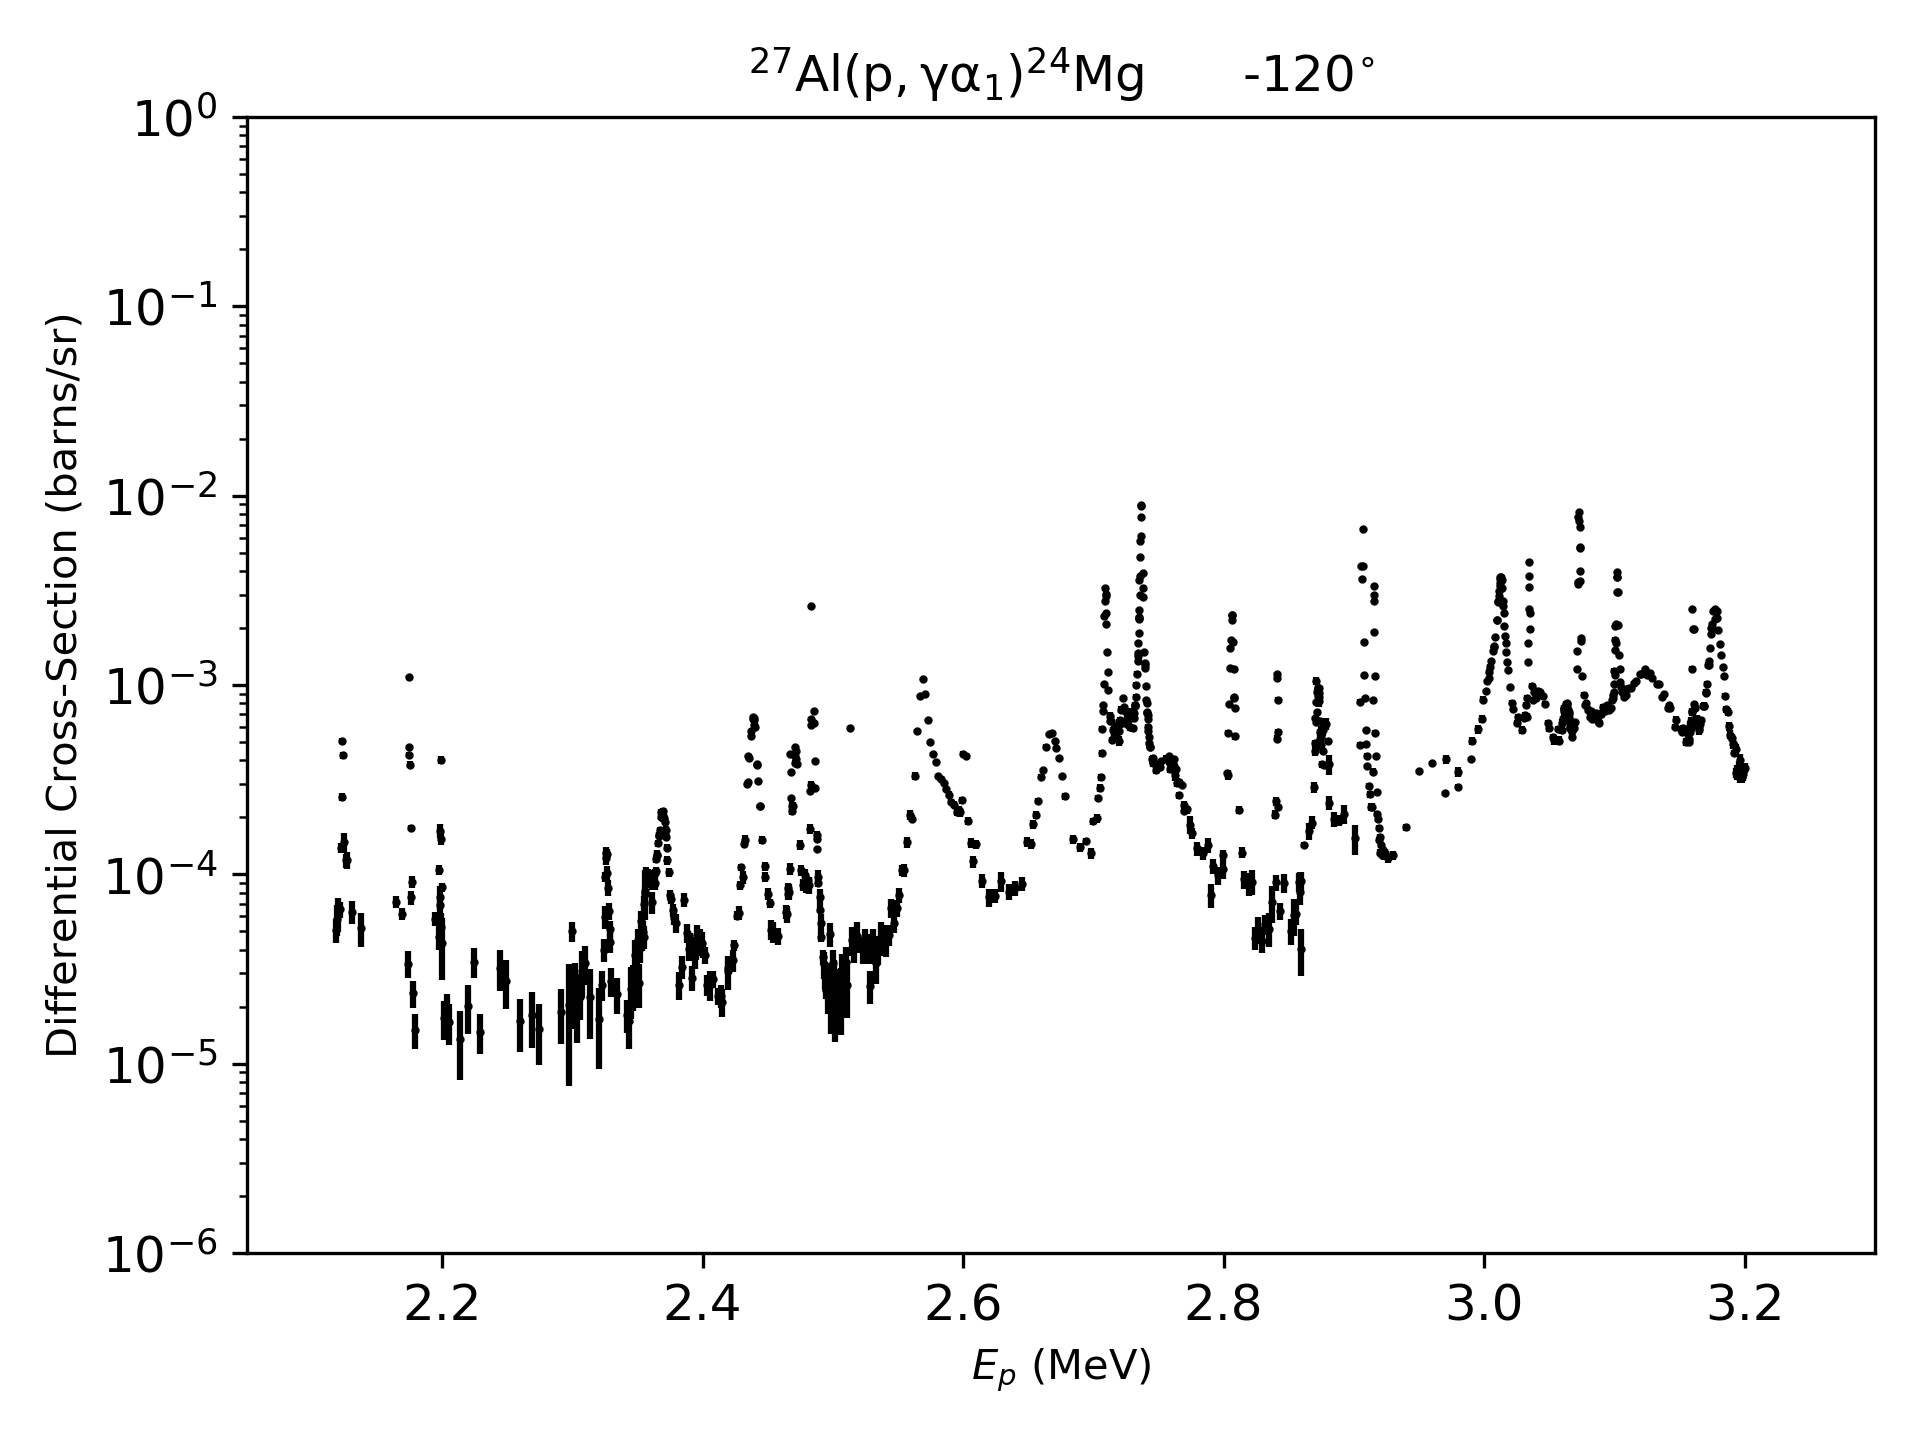 ²⁷Al(p, γα₁)²⁴Mg -120°
10⁰
10⁻¹
10⁻²
10⁻³
10⁻⁴
10⁻⁵
10⁻⁶
Differential Cross-Section (barns/sr)
2.2 2.4 2.6 2.8 3.0 3.2
Eₚ (MeV)